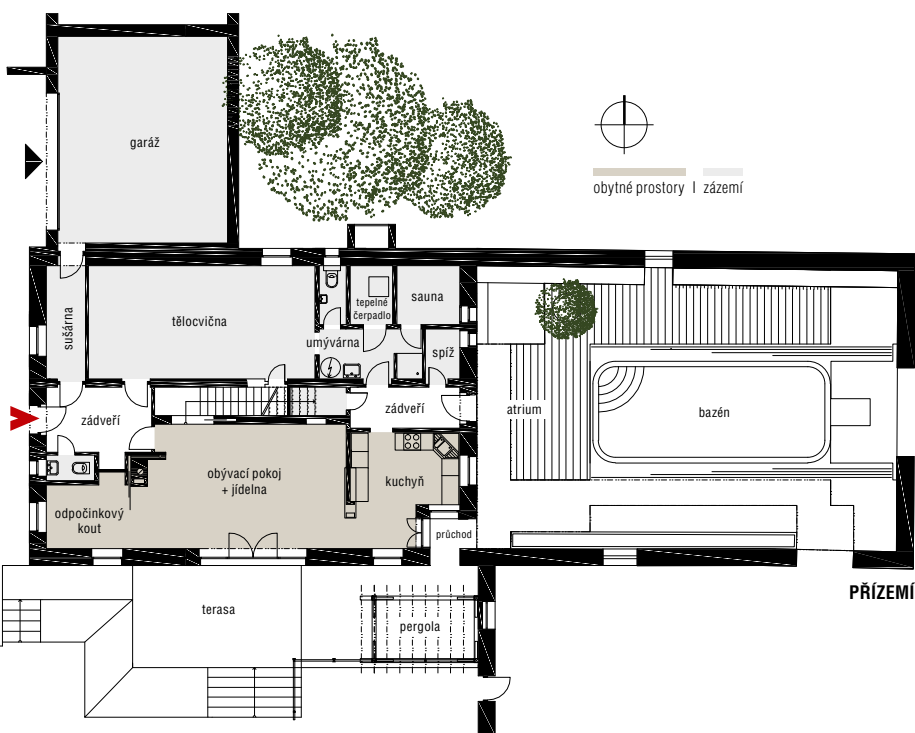 garáž
obytné prostory I zázemí
sušárna
tělocvična
tepelné
čerpadlo
sauna
umývárna
spíž
zádveří
zádveří
atrium
bazén
obývací pokoj
+ jídelna
kuchyň
odpočinkový
kout
průchod
PŘÍZEMÍ
terasa
pergola